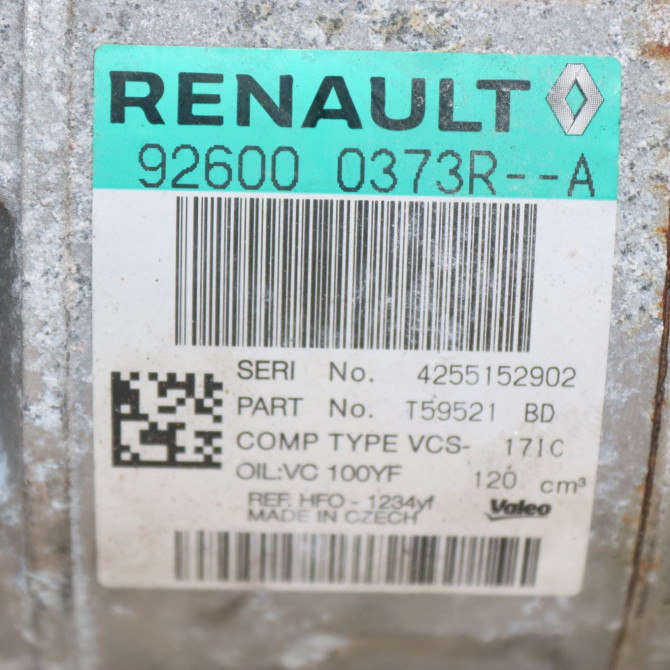 RENAULT
92600 0373R--A
SERI No. 4255152902
PART No. T59521 BD
COMP TYPE VCS- 17IC
OIL:VC 100YF 120 cm³
REF. HFO - 1234yf
MADE IN CZECH Valeo